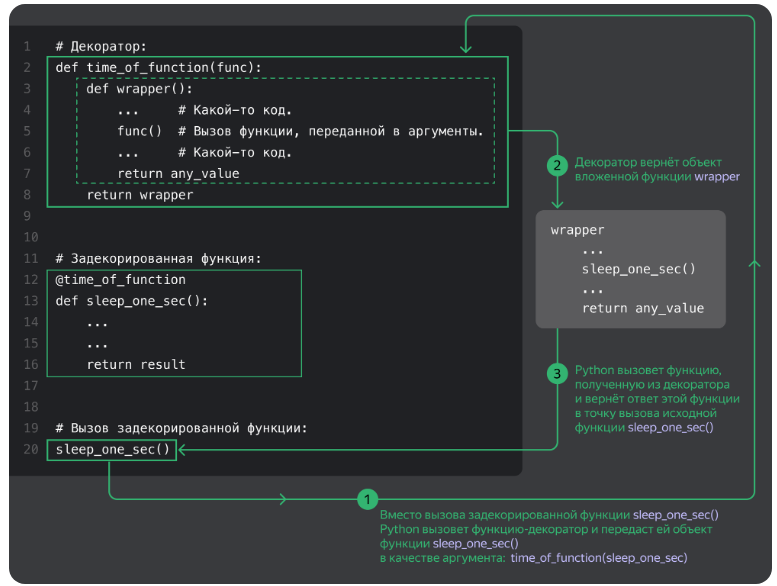 1 # Декоратор:
2 def time_of_function(func):
3 def wrapper():
4 ... # Какой-то код.
5 func() # Вызов функции, переданной в аргументы.
6 ... # Какой-то код.
7 return any_value
8 return wrapper
9
10
11 # Задекорированная функция:
12 @time_of_function
13 def sleep_one_sec():
14 ...
15 ...
16 return result
17
18
19 # Вызов задекорированной функции:
20 sleep_one_sec()
2
Декоратор вернёт объект
вложенной функции wrapper
wrapper
...
sleep_one_sec()
...
return any_value
3
Python вызовет функцию,
полученную из декоратора
и вернёт ответ этой функции
в точку вызова исходной
функции sleep_one_sec()
1
Вместо вызова задекорированной функции sleep_one_sec()
Python вызовет функцию-декоратор и передаст ей объект
функции sleep_one_sec()
в качестве аргумента: time_of_function(sleep_one_sec)